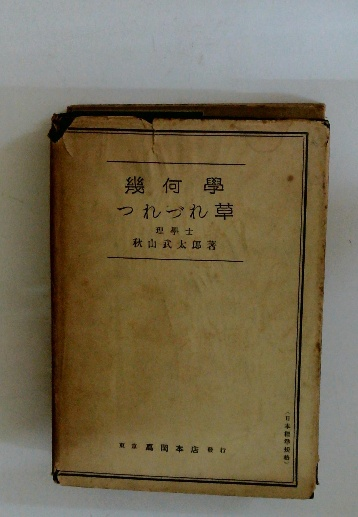 幾何學
つれづれ草
理學士
秋山武太郎著
東京 高岡本店 發行